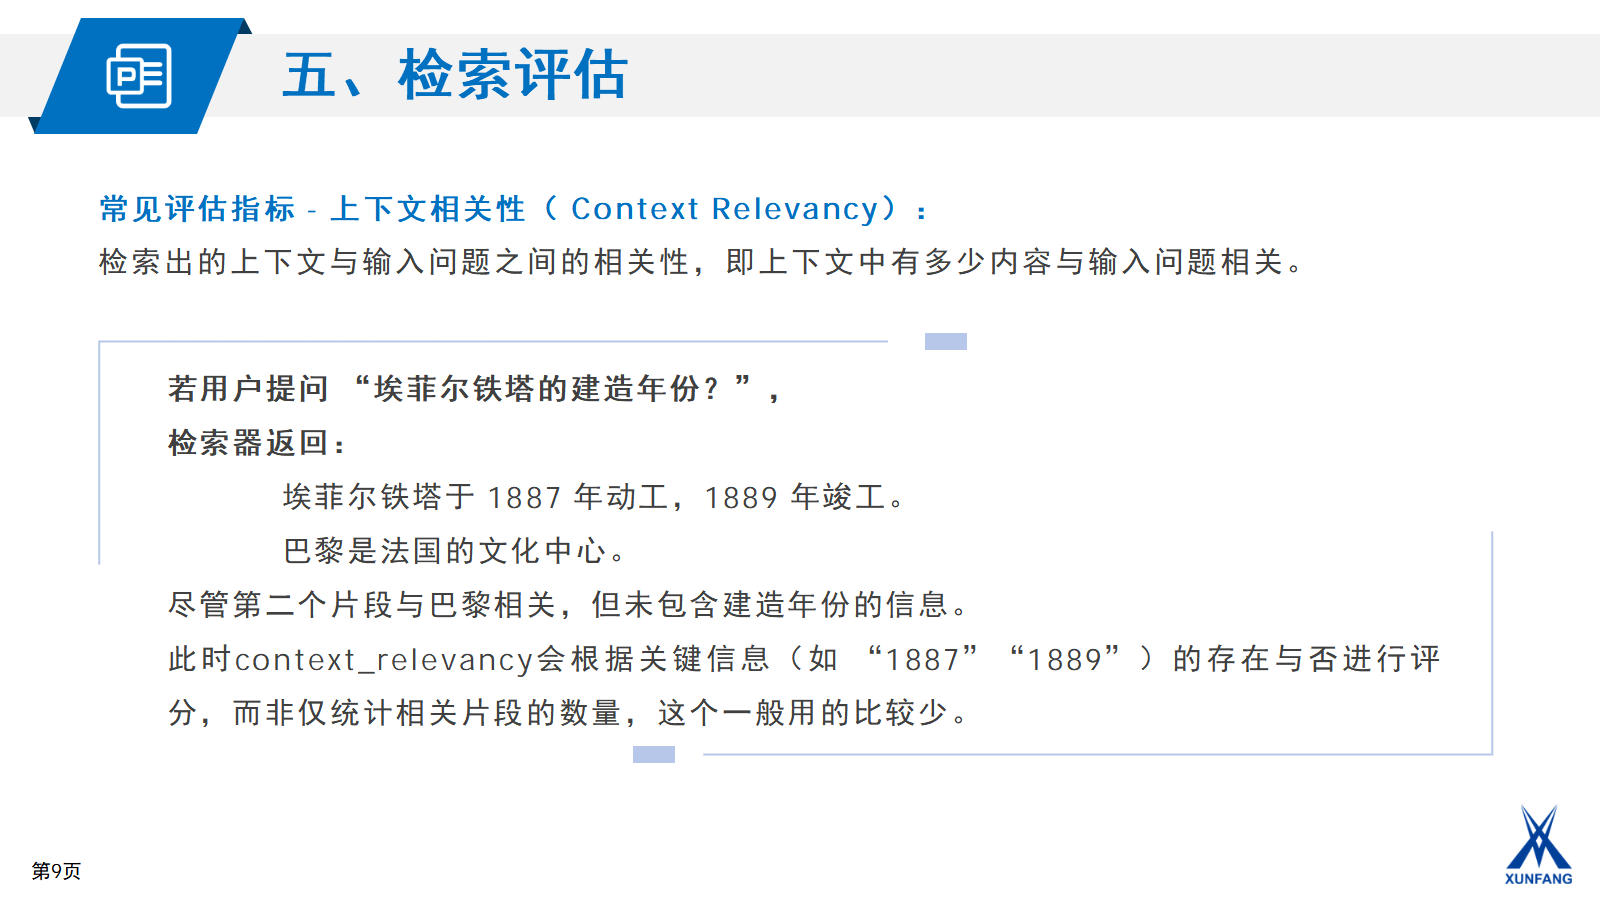 五、检索评估
常见评估指标 - 上下文相关性（ Context Relevancy）：
检索出的上下文与输入问题之间的相关性，即上下文中有多少内容与输入问题相关。
若用户提问 “埃菲尔铁塔的建造年份？”，
检索器返回：
埃菲尔铁塔于 1887 年动工，1889 年竣工。
巴黎是法国的文化中心。
尽管第二个片段与巴黎相关，但未包含建造年份的信息。
此时context_relevancy会根据关键信息（如 “1887” “1889” ）的存在与否进行评
分，而非仅统计相关片段的数量，这个一般用的比较少。
第9页
XUNFANG